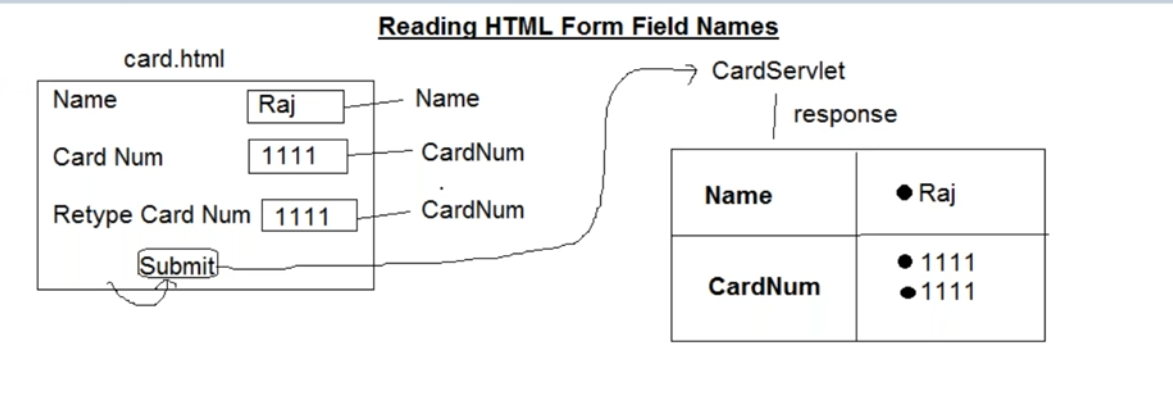 Reading HTML Form Field Names
card.html
Name
Raj
Name
Card Num
1111
CardNum
Retype Card Num
1111
CardNum
Submit
CardServlet
response
Name
Raj
CardNum
1111
1111